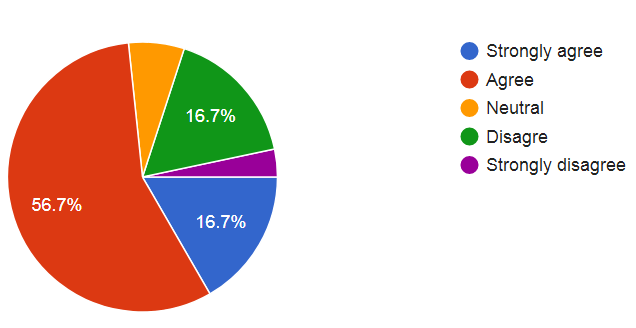 Strongly agree
Agree
Neutral
Disagre
Strongly disagree
16.7%
56.7%
16.7%